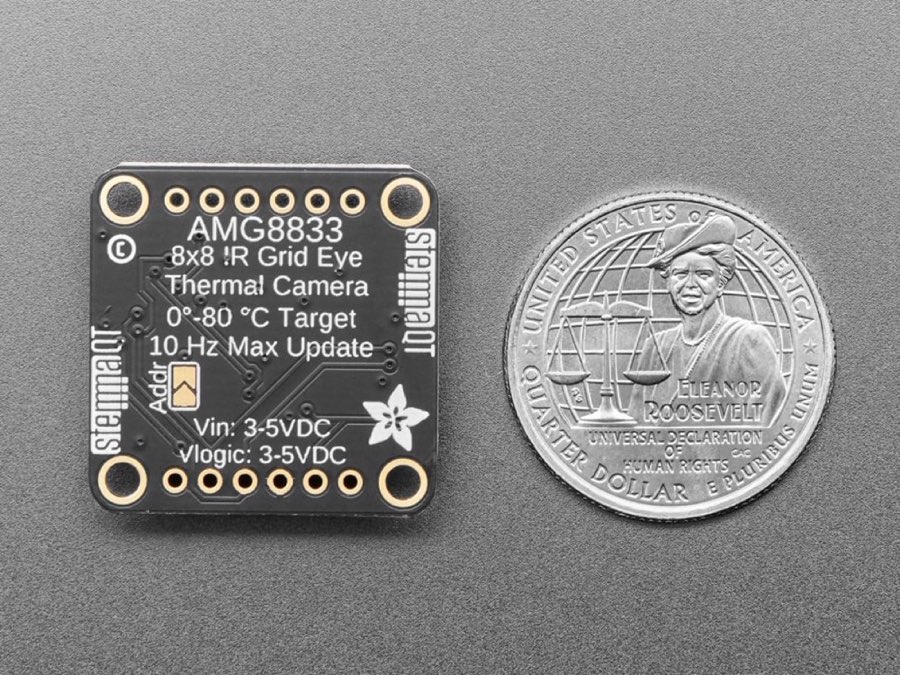 AMG8833
8x8 IR Grid Eye
Thermal Camera
0°-80 °C Target
10 Hz Max Update
Addr
Vin: 3-5VDC
Vlogic: 3-5VDC
©
stemmaQT
stemmaQT
UNITED STATES of AMERICA
ELEANOR
ROOSEVELT
UNIVERSAL DECLARATION
OF
HUMAN RIGHTS
CAC
QUARTER DOLLAR
E PLURIBUS UNUM